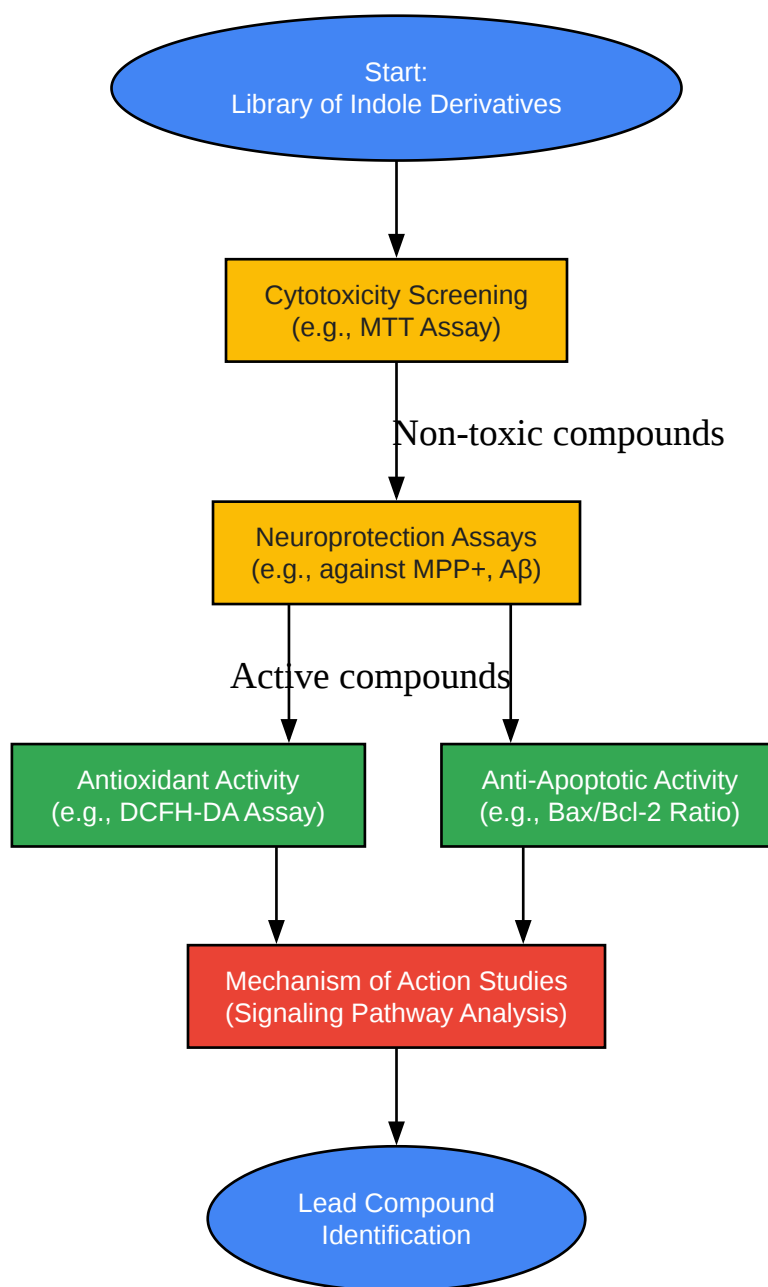 Start:
Library of Indole Derivatives
Cytotoxicity Screening
(e.g., MTT Assay)
Non-toxic compounds
Neuroprotection Assays
(e.g., against MPP+, Aβ)
Active compounds
Antioxidant Activity
(e.g., DCFH-DA Assay)
Anti-Apoptotic Activity
(e.g., Bax/Bcl-2 Ratio)
Mechanism of Action Studies
(Signaling Pathway Analysis)
Lead Compound
Identification